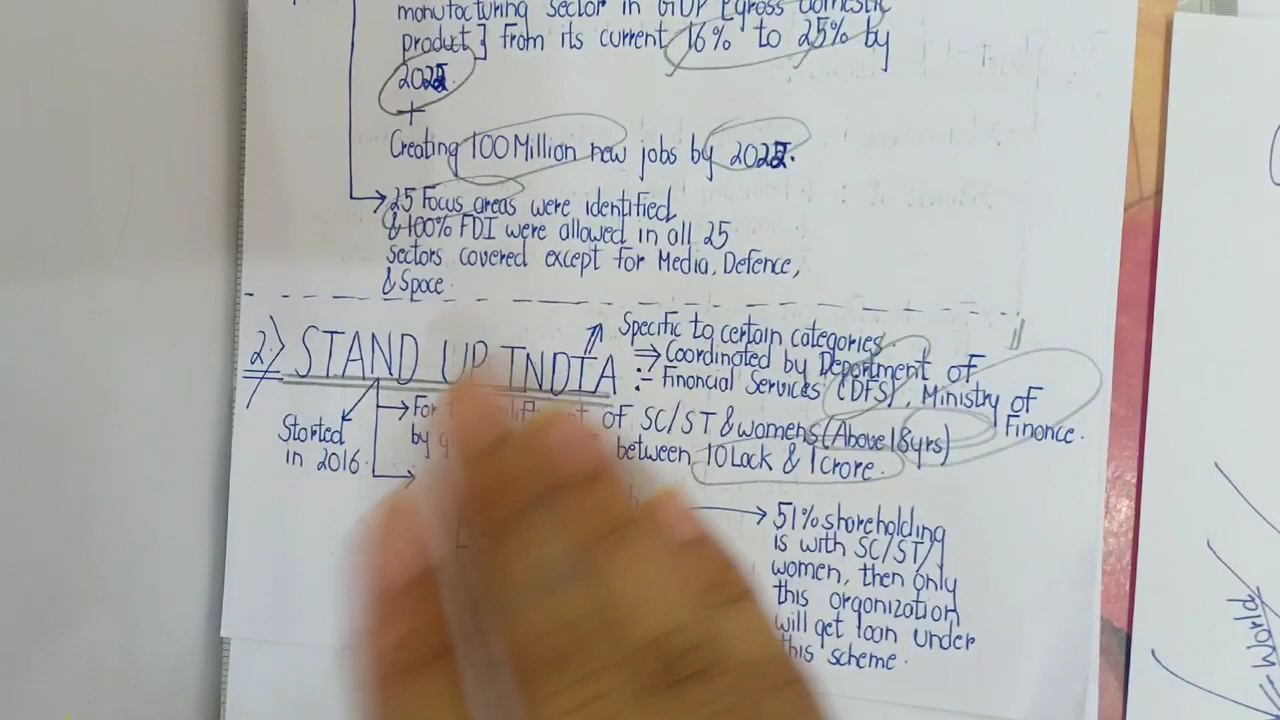 manufacturing sector in GDP [gross domestic
product] from its current 16% to 25% by
2025
+
Creating 100 Million new jobs by 2025.
→ 25 Focus areas were identified
& 100% FDI were allowed in all 25
sectors covered except for Media, Defence,
& Space.
2) STAND UP INDIA :-
Specific to certain categories.
⇒ Coordinated by Department of
Financial Services (DFS), Ministry of
Finance.
Started
in 2016.
→ For of SC/ST & womens (Above 18yrs)
by between 10 Lack & 1 crore.
→ 51% shareholding
is with SC/ST/
women, then only
this organization
will get loan under
this scheme.
← World